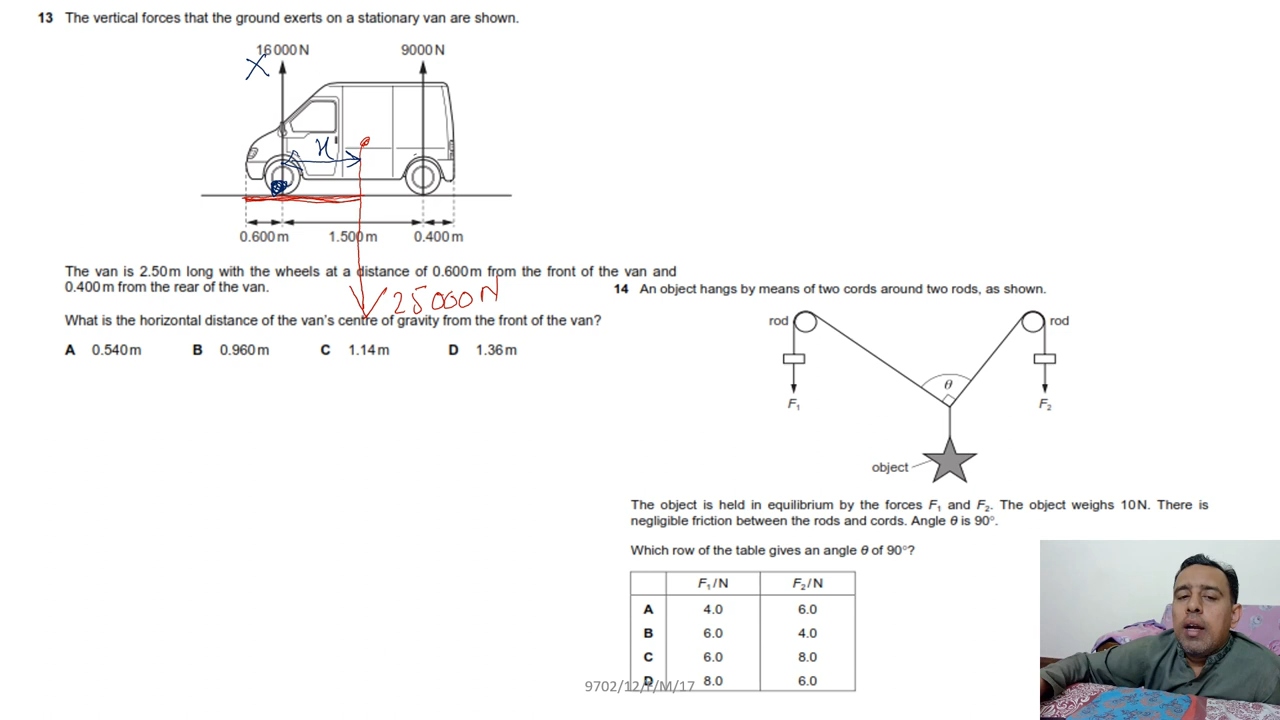 13 The vertical forces that the ground exerts on a stationary van are shown.
16 000 N
9000 N
X
x
0.600 m
1.500 m
0.400 m
The van is 2.50 m long with the wheels at a distance of 0.600 m from the front of the van and
0.400 m from the rear of the van.
25000N
What is the horizontal distance of the van's centre of gravity from the front of the van?
A 0.540 m B 0.960 m C 1.14 m D 1.36 m
14 An object hangs by means of two cords around two rods, as shown.
rod
rod
θ
F1
F2
object
The object is held in equilibrium by the forces F1 and F2. The object weighs 10 N. There is
negligible friction between the rods and cords. Angle θ is 90°.
Which row of the table gives an angle θ of 90°?
F1/N F2/N
A 4.0 6.0
B 6.0 4.0
C 6.0 8.0
D 8.0 6.0
9702/12/F/M/17